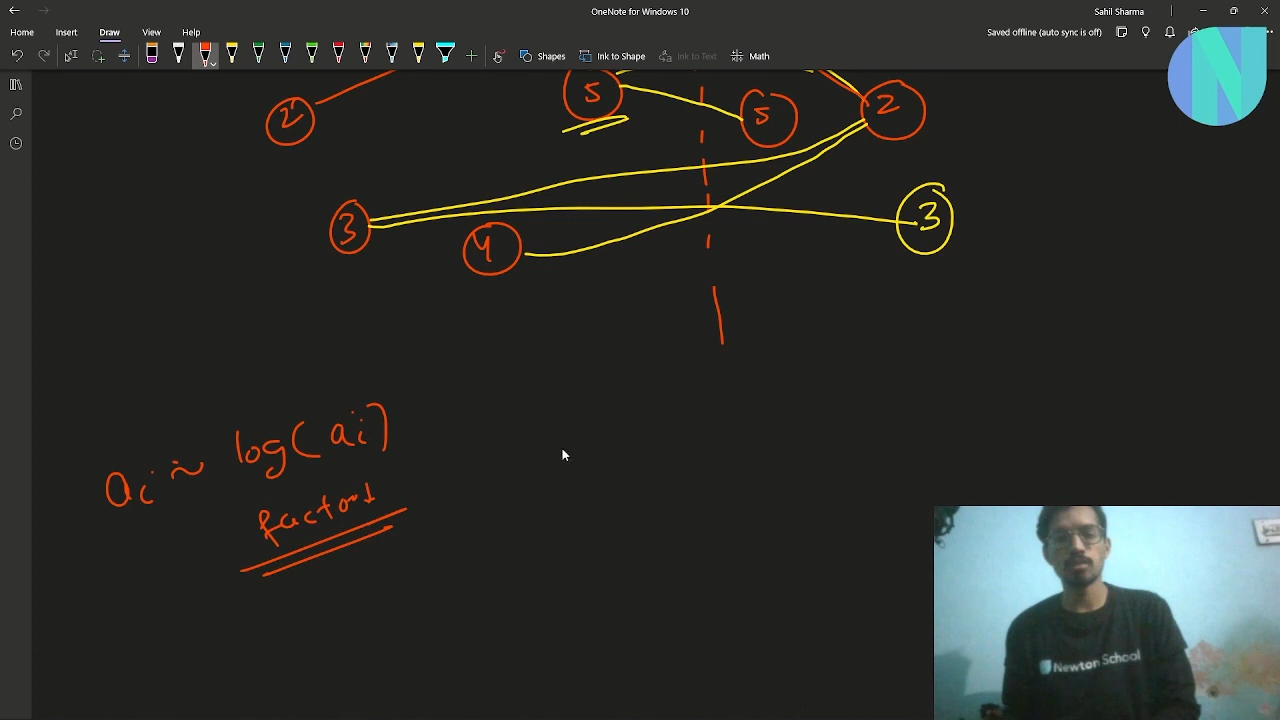 OneNote for Windows 10
Sahil Sharma
Home Insert Draw View Help
Saved offline (auto sync is off)
Shapes Ink to Shape Ink to Text Math
2 5 5 2
3 4 3
ai ~ log(ai)
factors
Newton School
N